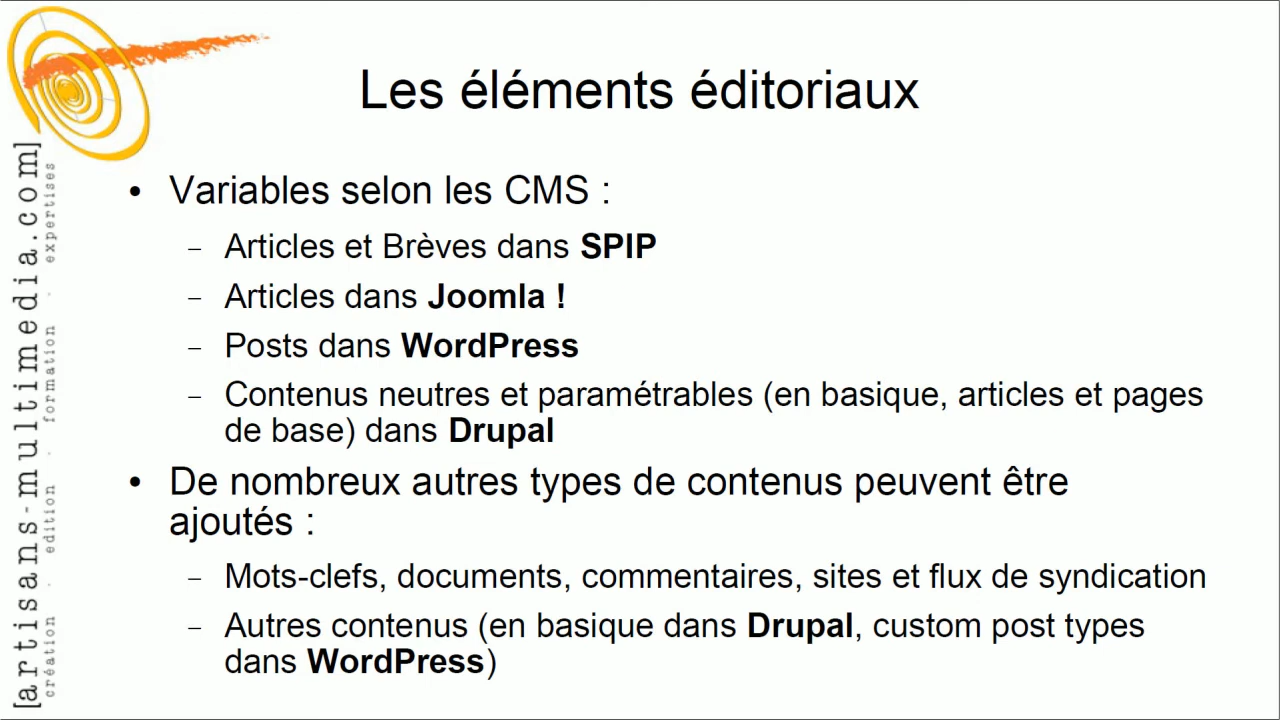 Les éléments éditoriaux
• Variables selon les CMS :
– Articles et Brèves dans SPIP
– Articles dans Joomla !
– Posts dans WordPress
– Contenus neutres et paramétrables (en basique, articles et pages
de base) dans Drupal
• De nombreux autres types de contenus peuvent être
ajoutés :
– Mots-clefs, documents, commentaires, sites et flux de syndication
– Autres contenus (en basique dans Drupal, custom post types
dans WordPress)
[artisans-multimedia.com]
création . edition . formation . expertises